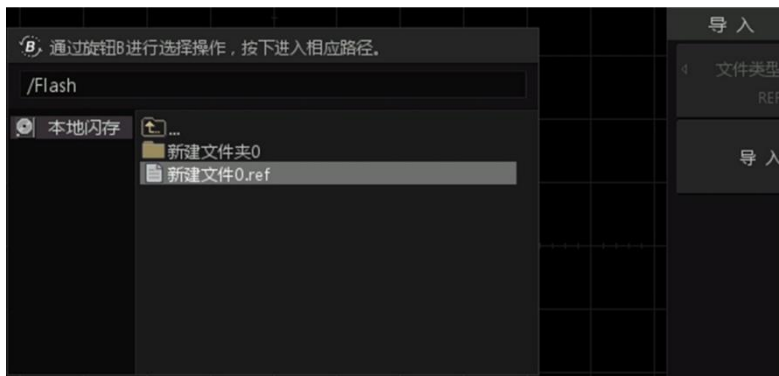 导 入
B 通过旋钮B进行选择操作，按下进入相应路径。
/Flash
文件类型
REF
本地闪存
...
新建文件夹0
新建文件0.ref
导 入